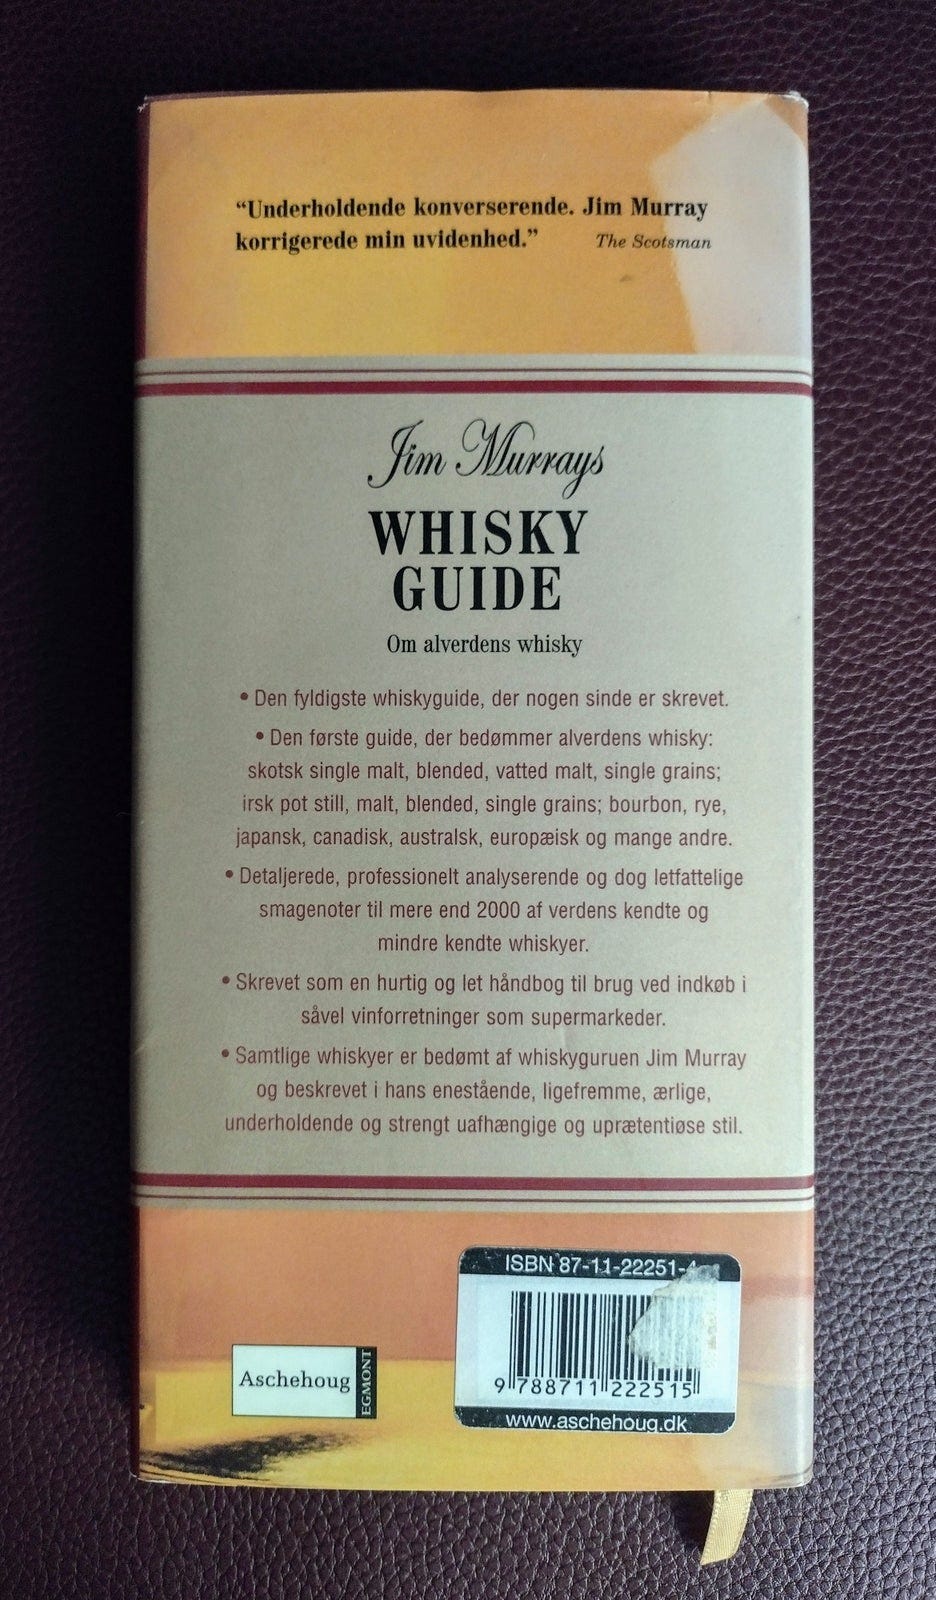 “Underholdende konverserende. Jim Murray
korrigerede min uvidenhed.” The Scotsman
Jim Murrays
WHISKY
GUIDE
Om alverdens whisky
• Den fyldigste whiskyguide, der nogen sinde er skrevet.
• Den første guide, der bedømmer alverdens whisky:
skotsk single malt, blended, vatted malt, single grains;
irsk pot still, malt, blended, single grains; bourbon, rye,
japansk, canadisk, australsk, europæisk og mange andre.
• Detaljerede, professionelt analyserende og dog letfattelige
smagenoter til mere end 2000 af verdens kendte og
mindre kendte whiskyer.
• Skrevet som en hurtig og let håndbog til brug ved indkøb i
såvel vinforretninger som supermarkeder.
• Samtlige whiskyer er bedømt af whiskyguruen Jim Murray
og beskrevet i hans enestående, ligefremme, ærlige,
underholdende og strengt uafhængige og uprætentiøse stil.
ISBN 87-11-22251-4
9 788711 222515
www.aschehoug.dk
Aschehoug
EGMONT